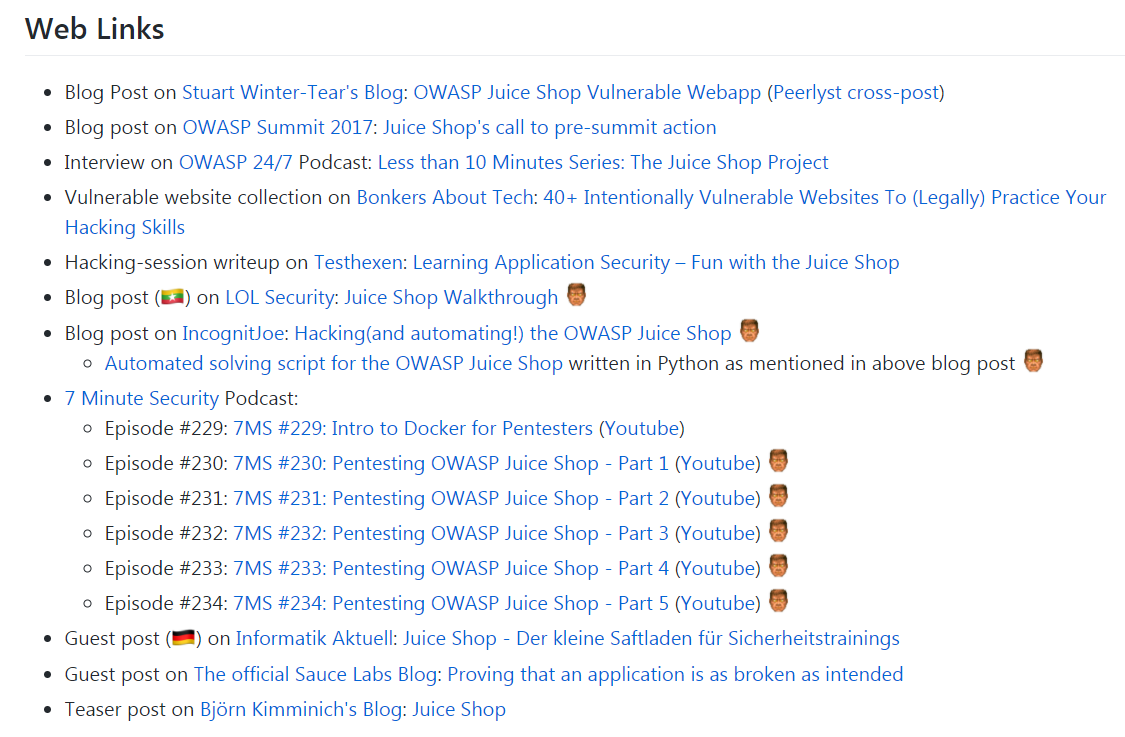 Web Links
Blog Post on Stuart Winter-Tear's Blog: OWASP Juice Shop Vulnerable Webapp (Peerlyst cross-post)
Blog post on OWASP Summit 2017: Juice Shop's call to pre-summit action
Interview on OWASP 24/7 Podcast: Less than 10 Minutes Series: The Juice Shop Project
Vulnerable website collection on Bonkers About Tech: 40+ Intentionally Vulnerable Websites To (Legally) Practice Your
Hacking Skills
Hacking-session writeup on Testhexen: Learning Application Security – Fun with the Juice Shop
Blog post (🇲🇲) on LOL Security: Juice Shop Walkthrough
Blog post on IncognitJoe: Hacking(and automating!) the OWASP Juice Shop
Automated solving script for the OWASP Juice Shop written in Python as mentioned in above blog post
7 Minute Security Podcast:
Episode #229: 7MS #229: Intro to Docker for Pentesters (Youtube)
Episode #230: 7MS #230: Pentesting OWASP Juice Shop - Part 1 (Youtube)
Episode #231: 7MS #231: Pentesting OWASP Juice Shop - Part 2 (Youtube)
Episode #232: 7MS #232: Pentesting OWASP Juice Shop - Part 3 (Youtube)
Episode #233: 7MS #233: Pentesting OWASP Juice Shop - Part 4 (Youtube)
Episode #234: 7MS #234: Pentesting OWASP Juice Shop - Part 5 (Youtube)
Guest post (🇩🇪) on Informatik Aktuell: Juice Shop - Der kleine Saftladen für Sicherheitstrainings
Guest post on The official Sauce Labs Blog: Proving that an application is as broken as intended
Teaser post on Björn Kimminich's Blog: Juice Shop